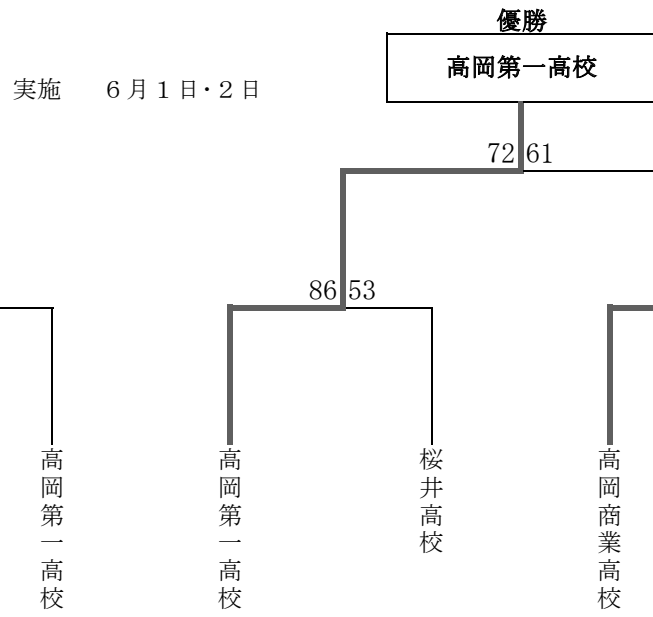 優勝
高岡第一高校
実施 6月1日・2日
72 61
86 53
高岡第一高校
高岡第一高校
桜井高校
高岡商業高校